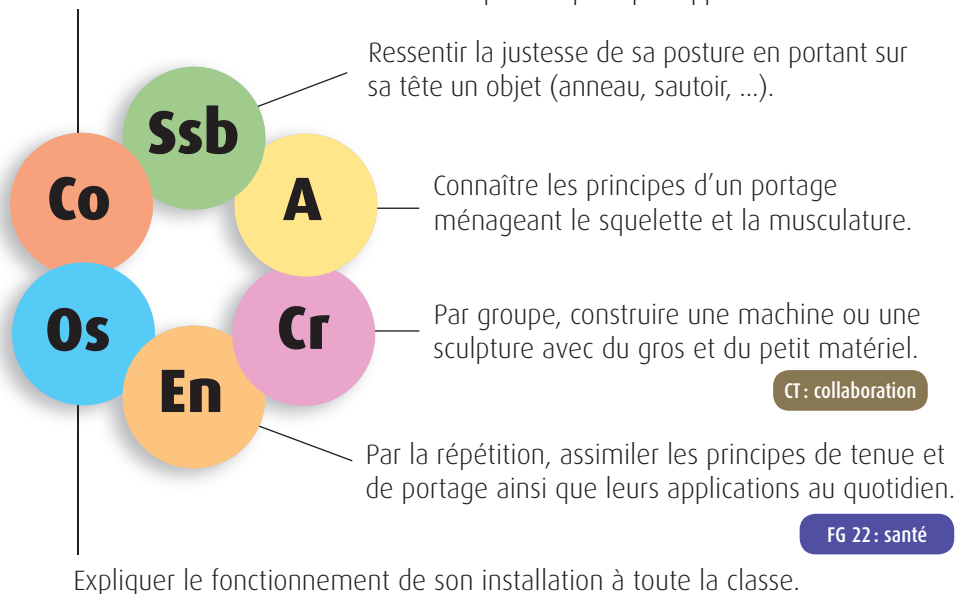 Ressentir la justesse de sa posture en portant sur
sa tête un objet (anneau, sautoir, ...).
Ssb
Co
A
Connaître les principes d'un portage
ménageant le squelette et la musculature.
Os
Cr
Par groupe, construire une machine ou une
sculpture avec du gros et du petit matériel.
CT : collaboration
En
Par la répétition, assimiler les principes de tenue et
de portage ainsi que leurs applications au quotidien.
FG 22 : santé
Expliquer le fonctionnement de son installation à toute la classe.